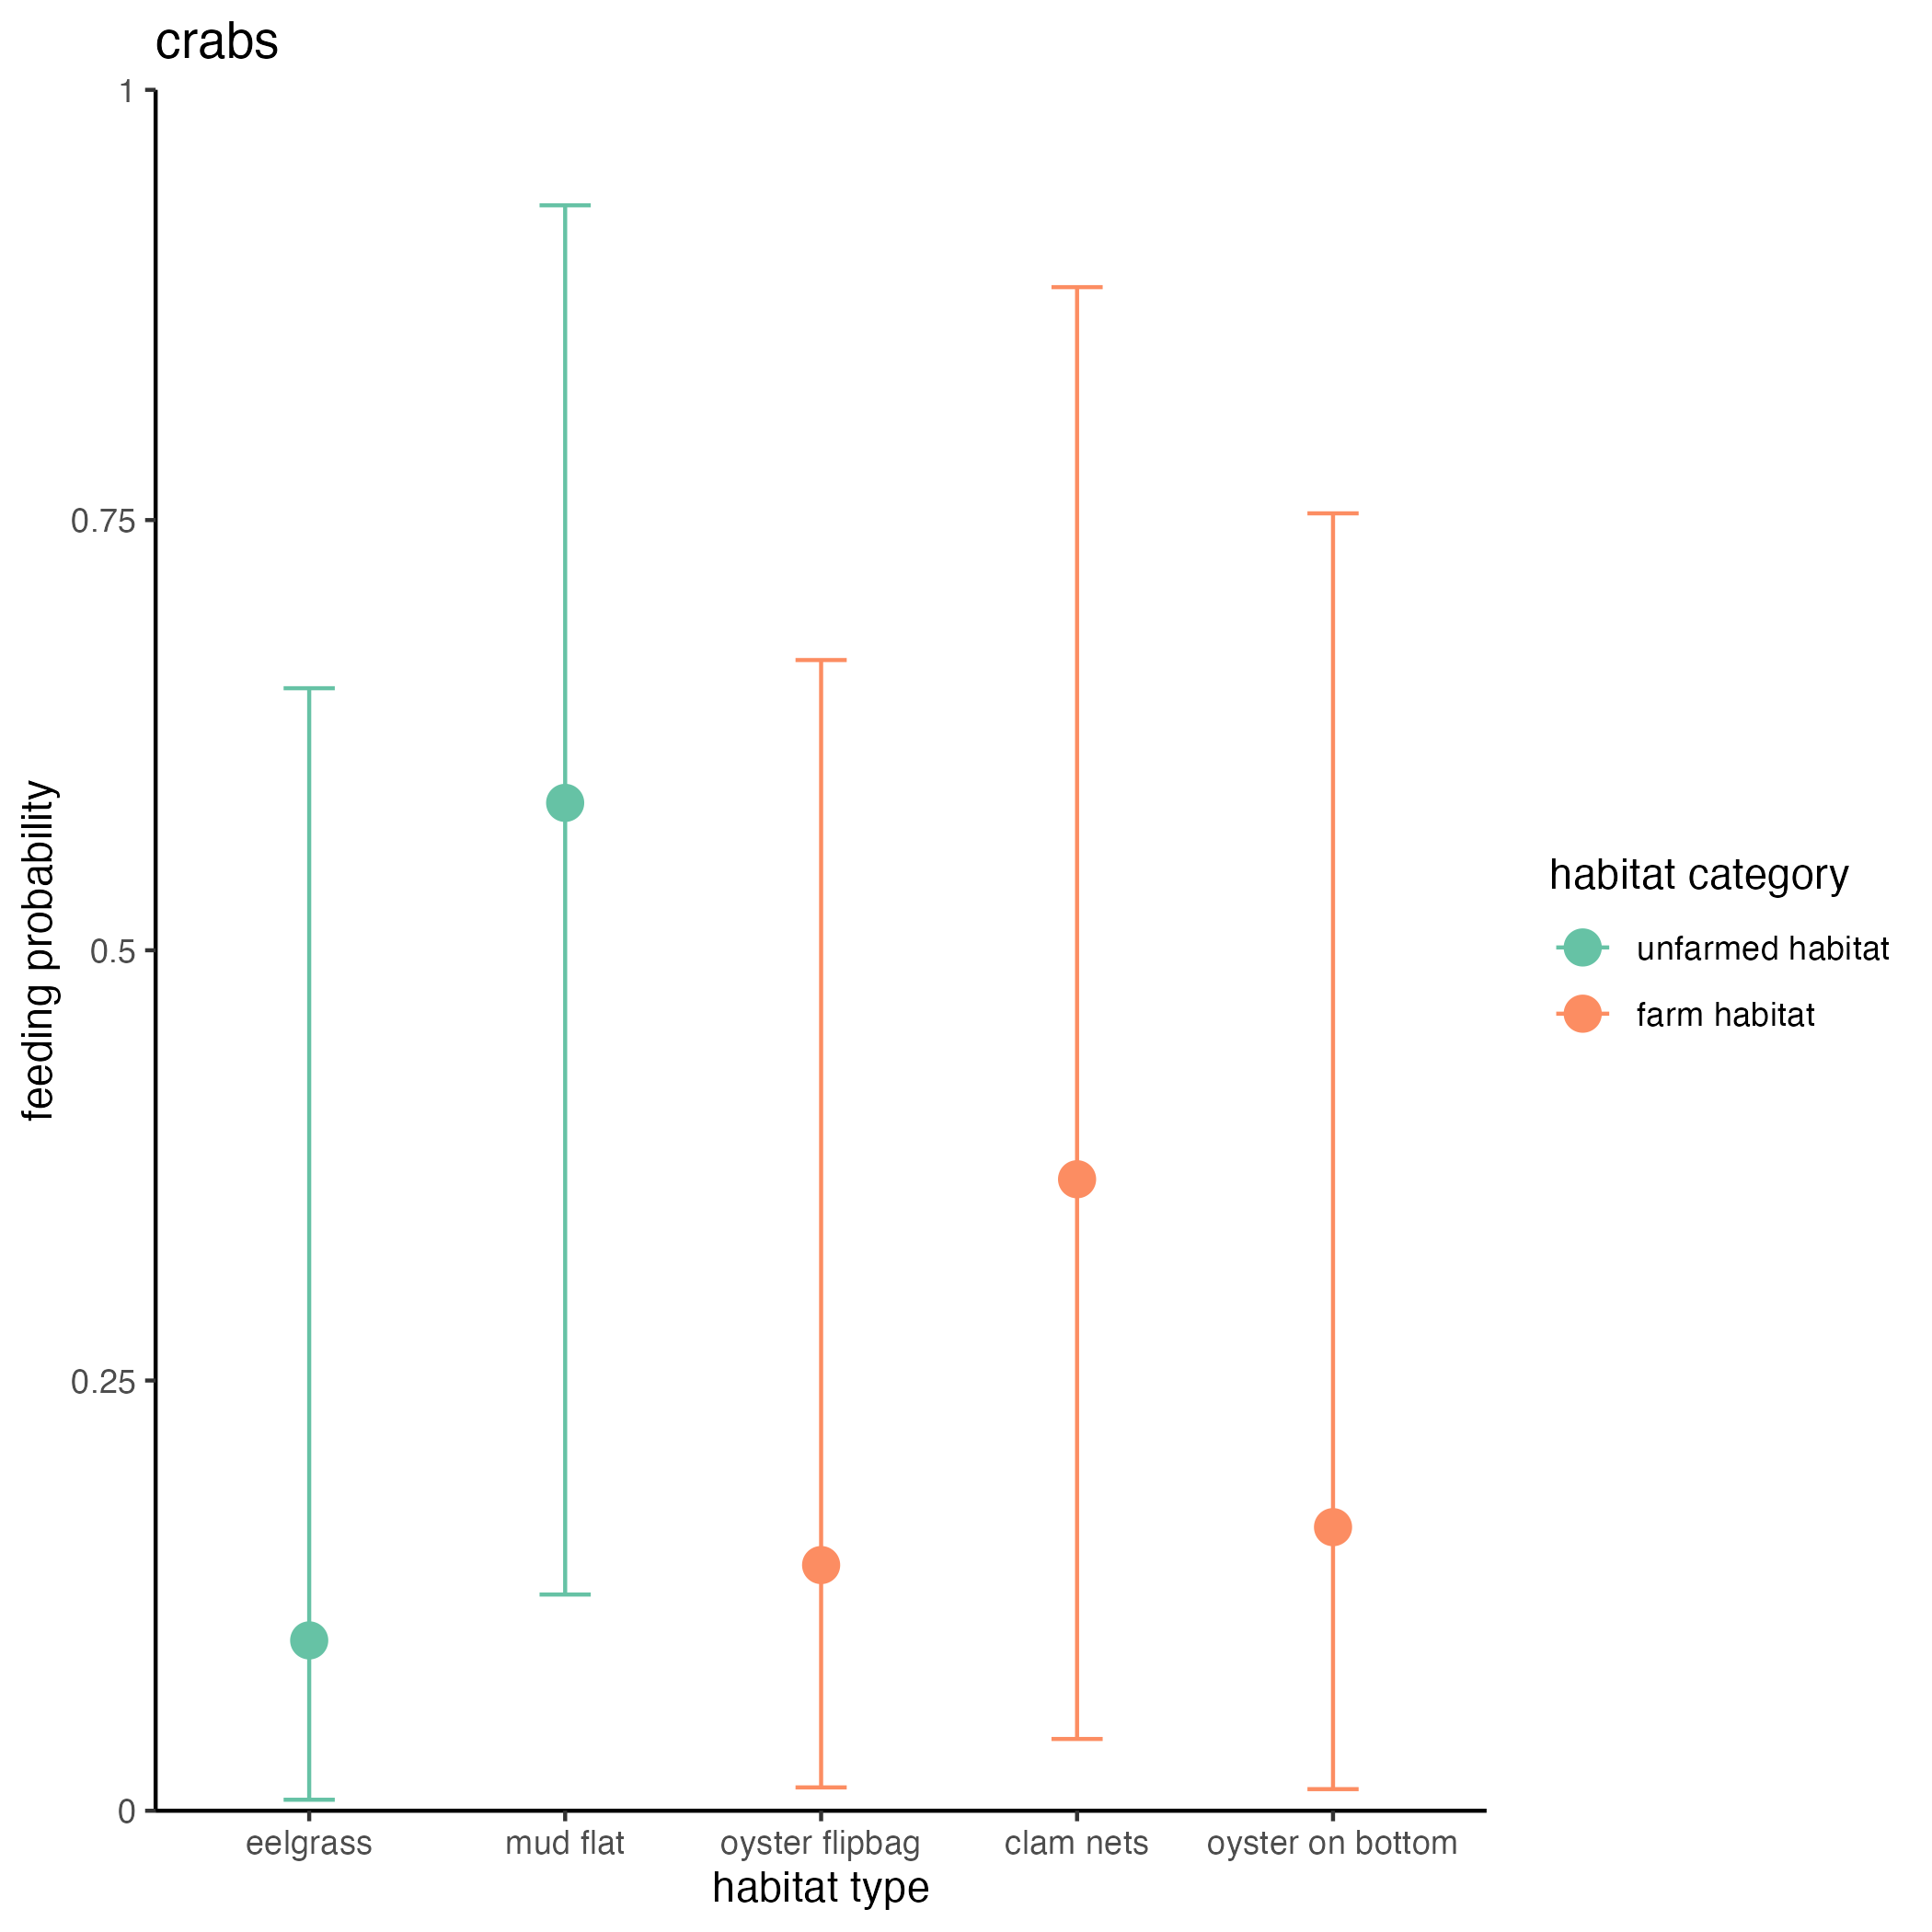 crabs
1
0.75
0.5
0.25
0
feeding probability
eelgrass
mud flat
oyster flipbag
clam nets
oyster on bottom
habitat type
habitat category
unfarmed habitat
farm habitat